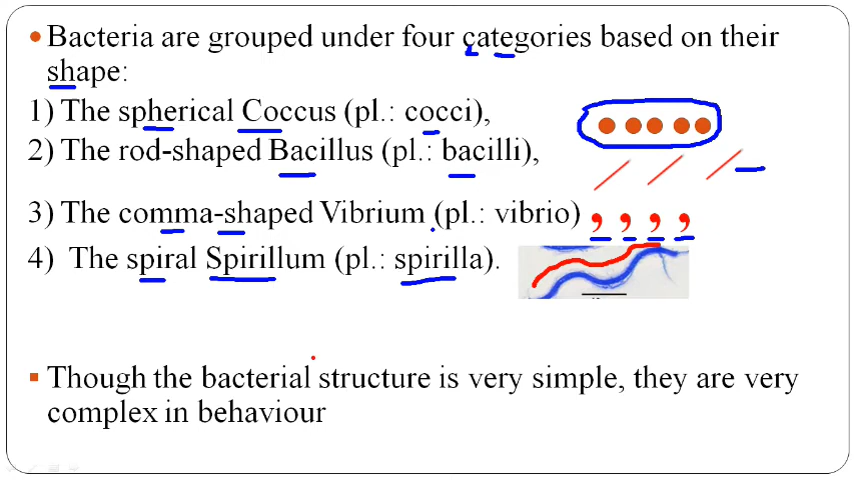 Bacteria are grouped under four categories based on their
shape:
1) The spherical Coccus (pl.: cocci),
2) The rod-shaped Bacillus (pl.: bacilli),
3) The comma-shaped Vibrium (pl.: vibrio) , , , ,
4) The spiral Spirillum (pl.: spirilla).
Though the bacterial structure is very simple, they are very
complex in behaviour